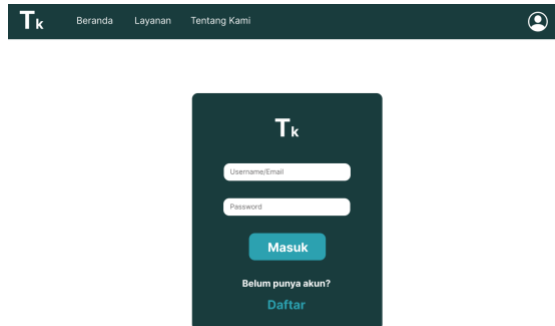 Tk Beranda Layanan Tentang Kami
Tk
Username/Email
Password
Masuk
Belum punya akun?
Daftar